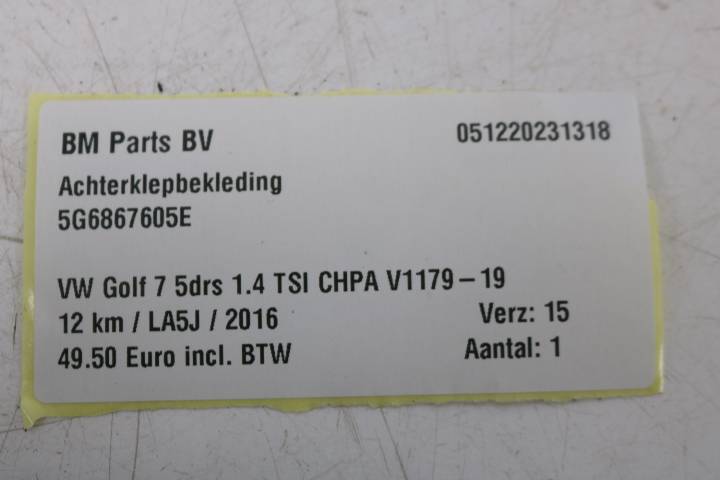 BM Parts BV 051220231318
Achterklepbekleding
5G6867605E
VW Golf 7 5drs 1.4 TSI CHPA V1179-19
12 km / LA5J / 2016 Verz: 15
49.50 Euro incl. BTW Aantal: 1